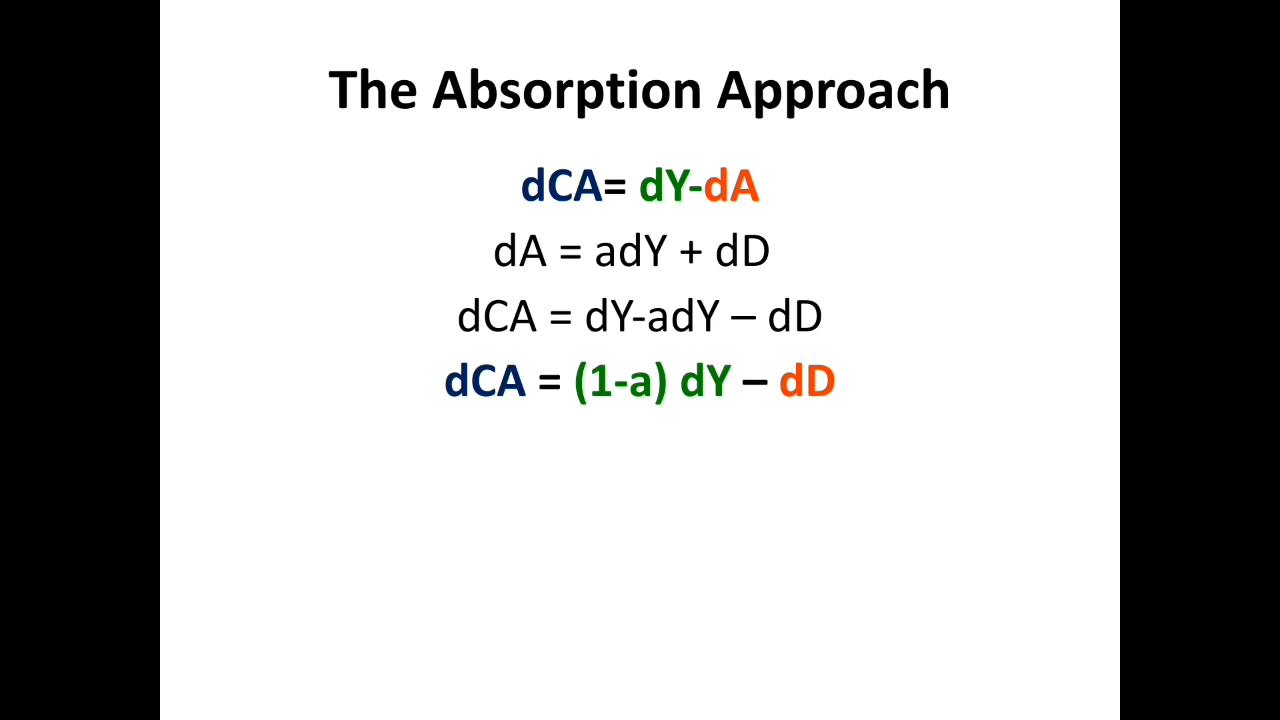 The Absorption Approach
dCA= dY-dA
dA = adY + dD
dCA = dY-adY – dD
dCA = (1-a) dY – dD